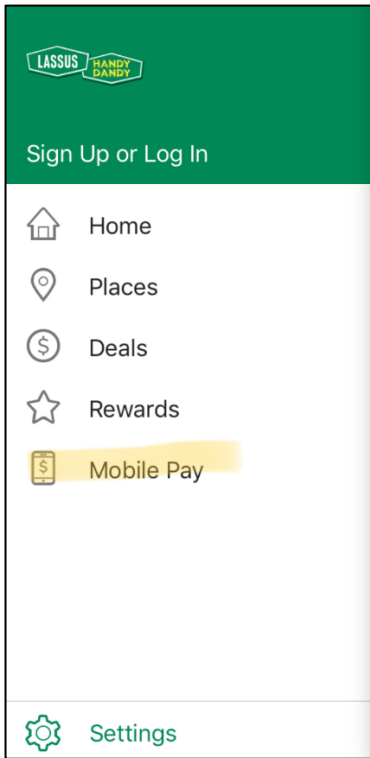 LASSUS
HANDY
DANDY
Sign Up or Log In
Home
Places
$ Deals
Rewards
$ Mobile Pay
Settings